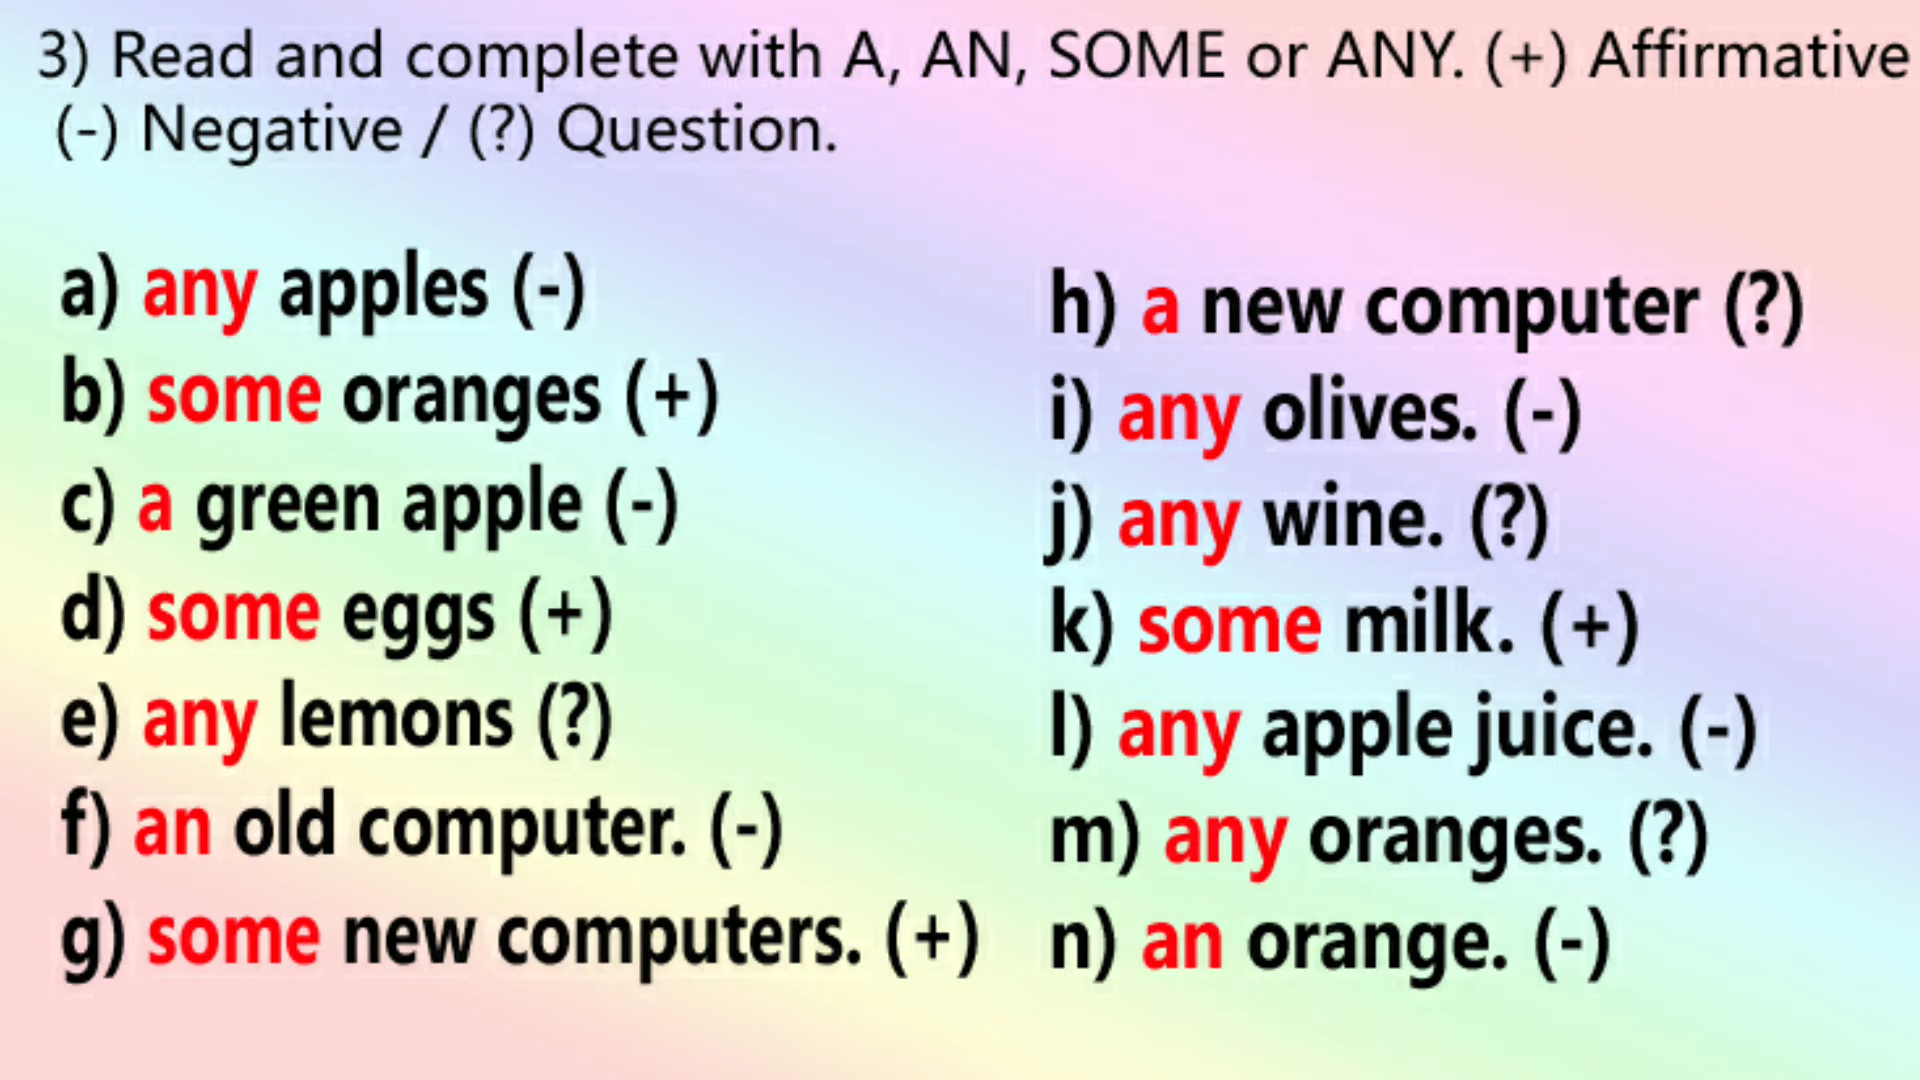 3) Read and complete with A, AN, SOME or ANY. (+) Affirmative
(-) Negative / (?) Question.
a) any apples (-)
b) some oranges (+)
c) a green apple (-)
d) some eggs (+)
e) any lemons (?)
f) an old computer. (-)
g) some new computers. (+)
h) a new computer (?)
i) any olives. (-)
j) any wine. (?)
k) some milk. (+)
l) any apple juice. (-)
m) any oranges. (?)
n) an orange. (-)